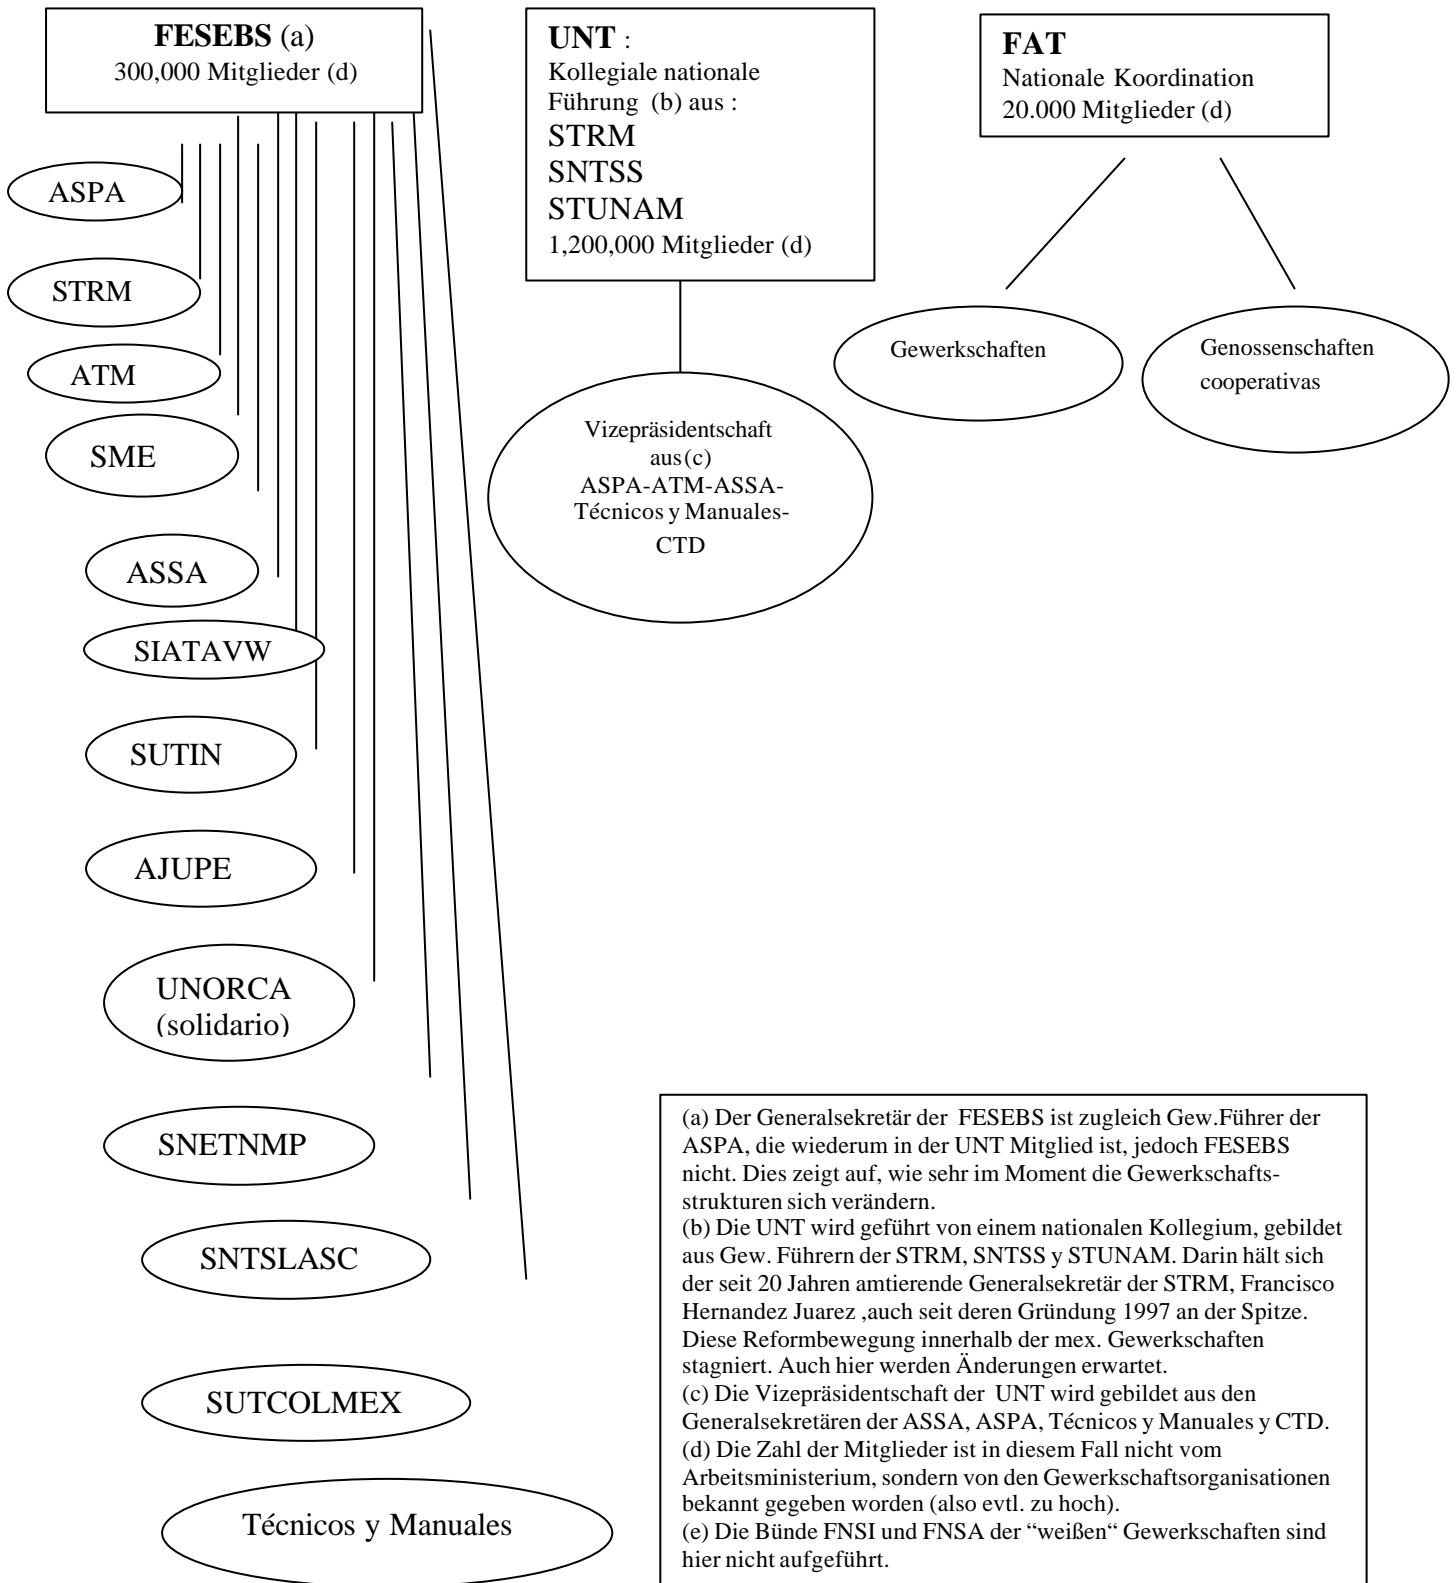 FESEBS (a)
300,000 Mitglieder (d)
ASPA
STRM
ATM
SME
ASSA
SIATAVW
SUTIN
AJUPE
UNORCA
(solidario)
SNETNMP
SNTSLASC
SUTCOLMEX
Técnicos y Manuales
UNT :
Kollegiale nationale
Führung (b) aus :
STRM
SNTSS
STUNAM
1,200,000 Mitglieder (d)
Vizepräsidentschaft
aus (c)
ASPA-ATM-ASSA-
Técnicos y Manuales-
CTD
FAT
Nationale Koordination
20.000 Mitglieder (d)
Gewerkschaften
Genossenschaften
cooperativas
(a) Der Generalsekretär der FESEBS ist zugleich Gew.Führer der
ASPA, die wiederum in der UNT Mitglied ist, jedoch FESEBS
nicht. Dies zeigt auf, wie sehr im Moment die Gewerkschafts-
strukturen sich verändern.
(b) Die UNT wird geführt von einem nationalen Kollegium, gebildet
aus Gew. Führern der STRM, SNTSS y STUNAM. Darin hält sich
der seit 20 Jahren amtierende Generalsekretär der STRM, Francisco
Hernandez Juarez ,auch seit deren Gründung 1997 an der Spitze.
Diese Reformbewegung innerhalb der mex. Gewerkschaften
stagniert. Auch hier werden Änderungen erwartet.
(c) Die Vizepräsidentschaft der UNT wird gebildet aus den
Generalsekretären der ASSA, ASPA, Técnicos y Manuales y CTD.
(d) Die Zahl der Mitglieder ist in diesem Fall nicht vom
Arbeitsministerium, sondern von den Gewerkschaftsorganisationen
bekannt gegeben worden (also evtl. zu hoch).
(e) Die Bünde FNSI und FNSA der “weißen“ Gewerkschaften sind
hier nicht aufgeführt.